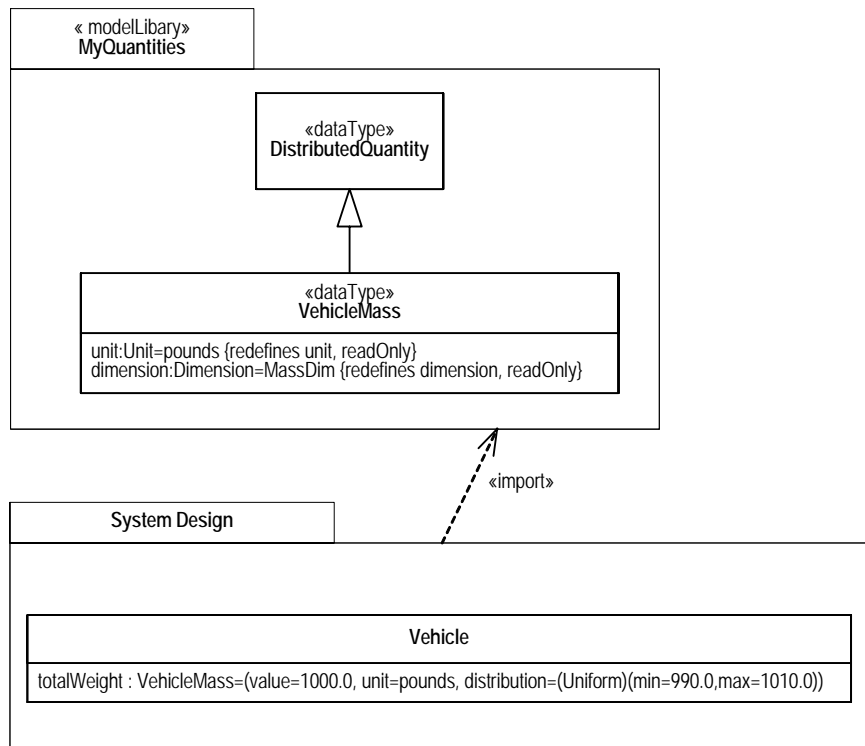 « modelLibary»
MyQuantities
«dataType»
DistributedQuantity
«dataType»
VehicleMass
unit:Unit=pounds {redefines unit, readOnly}
dimension:Dimension=MassDim {redefines dimension, readOnly}
«import»
System Design
Vehicle
totalWeight : VehicleMass=(value=1000.0, unit=pounds, distribution=(Uniform)(min=990.0,max=1010.0))